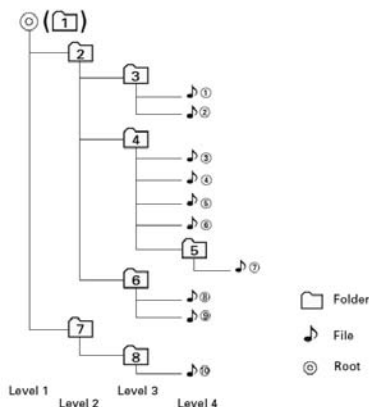 (1)
2
3
①
②
4
③
④
⑤
⑥
5
⑦
6
⑧
⑨
7
8
⑩
Folder
File
Root
Level 1
Level 2
Level 3
Level 4